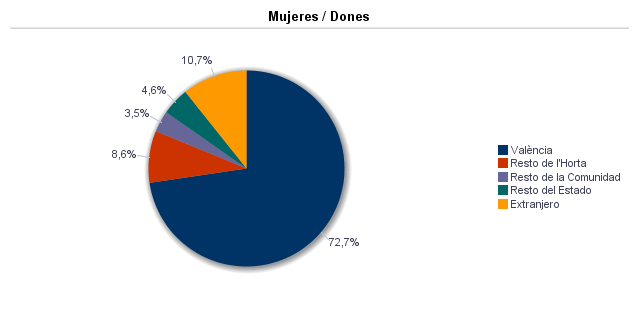 Mujeres / Dones
10,7%
4,6%
3,5%
8,6%
72,7%
València
Resto de l'Horta
Resto de la Comunidad
Resto del Estado
Extranjero